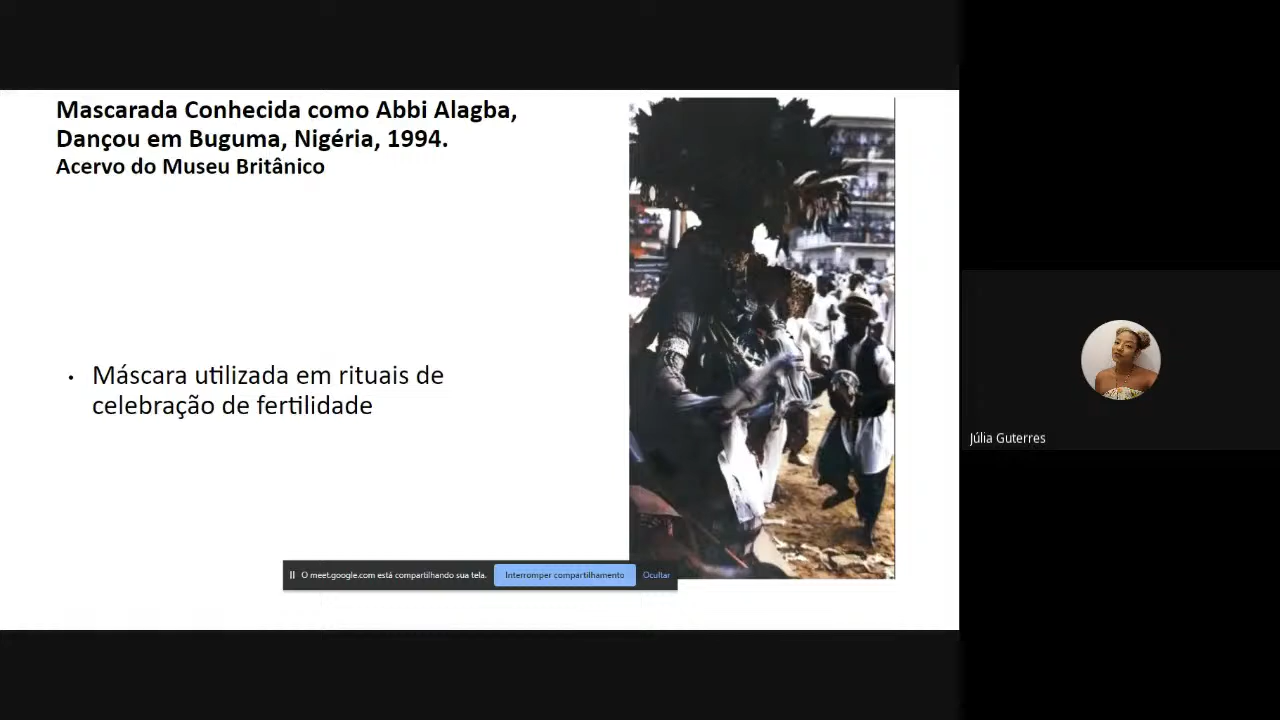 Mascarada Conhecida como Abbi Alagba,
Dançou em Buguma, Nigéria, 1994.
Acervo do Museu Britânico
• Máscara utilizada em rituais de
celebração de fertilidade
O meet.google.com está compartilhando sua tela. Interromper compartilhamento Ocultar
Júlia Guterres